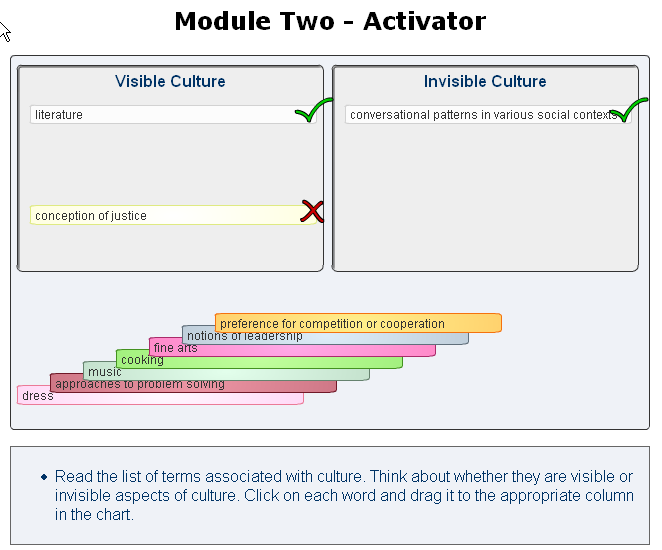 Module Two - Activator
Visible Culture
literature
conception of justice
Invisible Culture
conversational patterns in various social contexts
preference for competition or cooperation
notions of leadership
fine arts
cooking
music
approaches to problem solving
dress
Read the list of terms associated with culture. Think about whether they are visible or
invisible aspects of culture. Click on each word and drag it to the appropriate column
in the chart.